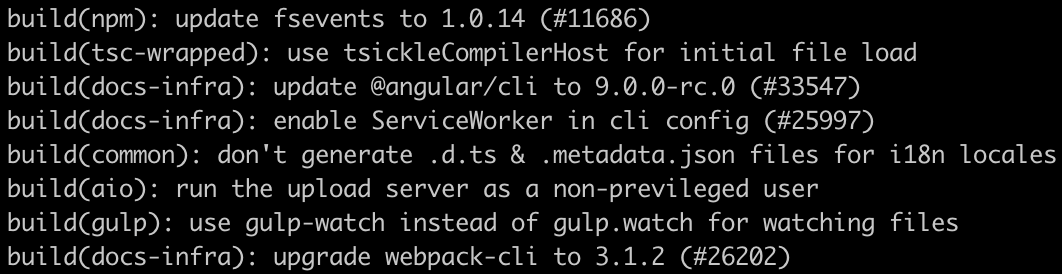 build(npm): update fsevents to 1.0.14 (#11686)
build(tsc-wrapped): use tsickleCompilerHost for initial file load
build(docs-infra): update @angular/cli to 9.0.0-rc.0 (#33547)
build(docs-infra): enable ServiceWorker in cli config (#25997)
build(common): don't generate .d.ts & .metadata.json files for i18n locales
build(aio): run the upload server as a non-previleged user
build(gulp): use gulp-watch instead of gulp.watch for watching files
build(docs-infra): upgrade webpack-cli to 3.1.2 (#26202)